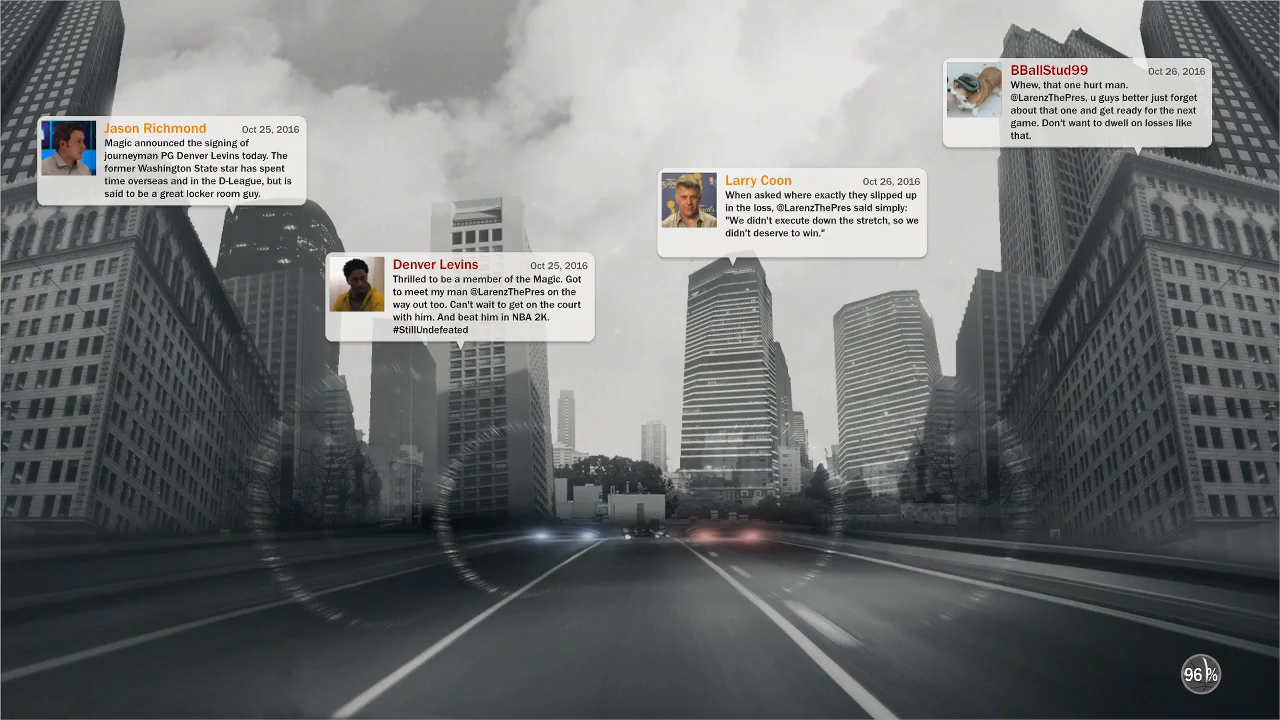 Jason Richmond Oct 25, 2016
Magic announced the signing of
journeyman PG Denver Levins today. The
former Washington State star has spent
time overseas and in the D-League, but is
said to be a great locker room guy.
Denver Levins Oct 25, 2016
Thrilled to be a member of the Magic. Got
to meet my man @LarenzThePres on the
way out too. Can't wait to get on the court
with him. And beat him in NBA 2K.
#StillUndefeated
Larry Coon Oct 26, 2016
When asked where exactly they slipped up
in the loss, @LarenzThePres said simply:
"We didn't execute down the stretch, so we
didn't deserve to win."
BBallStud99 Oct 26, 2016
Whew, that one hurt man.
@LarenzThePres, u guys better just forget
about that one and get ready for the next
game. Don't want to dwell on losses like
that.
96%